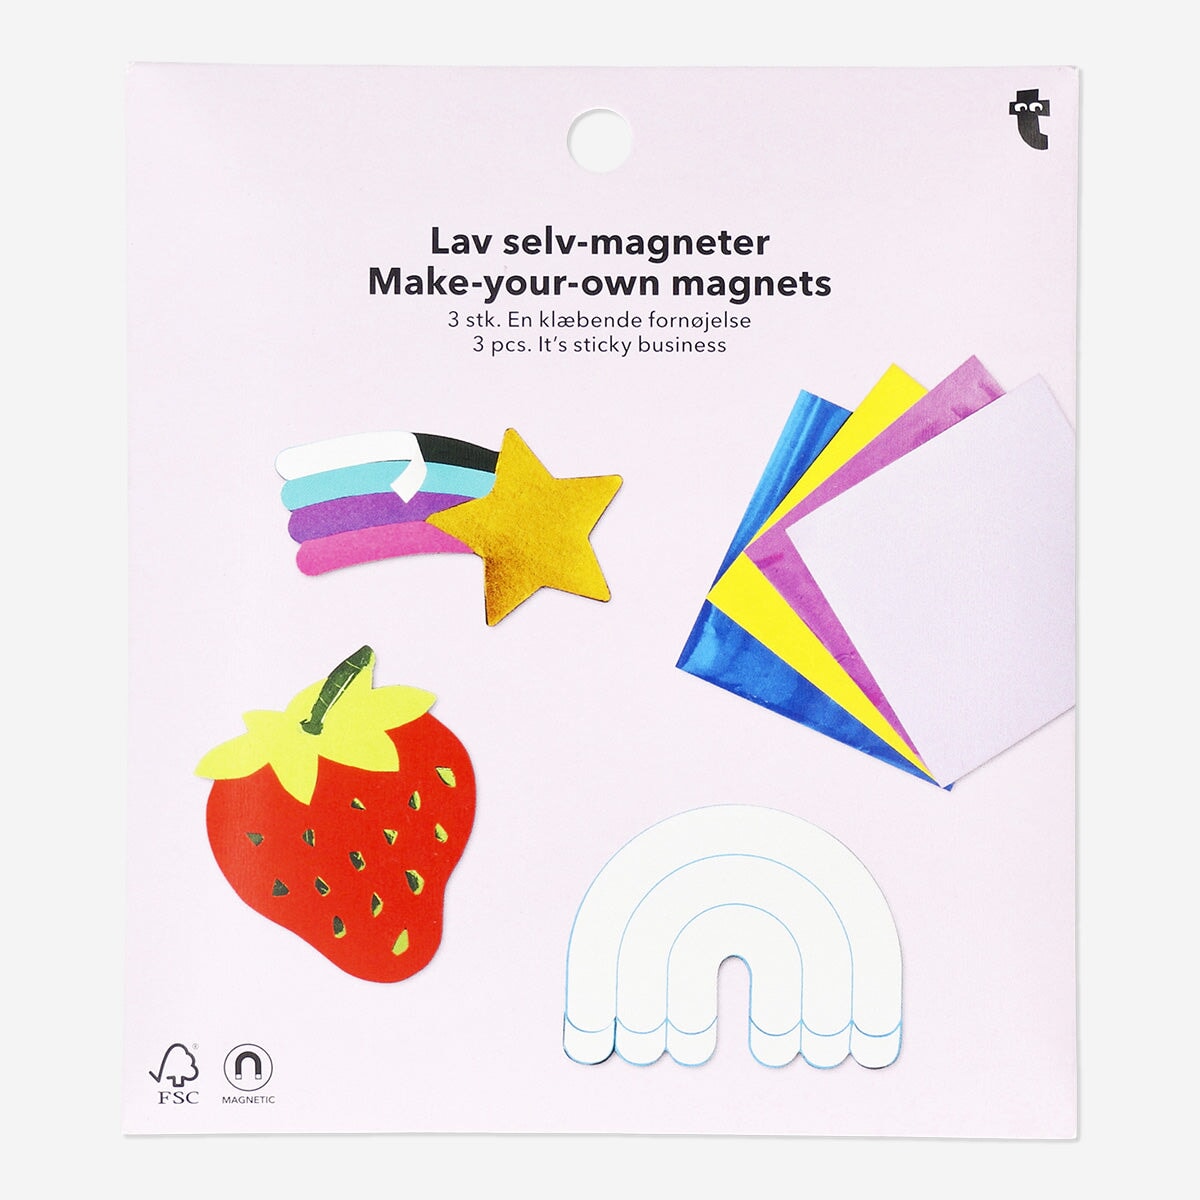 Lav selv-magneter
Make-your-own magnets
3 stk. En klæbende fornøjelse
3 pcs. It's sticky business
FSC®
MAGNETIC